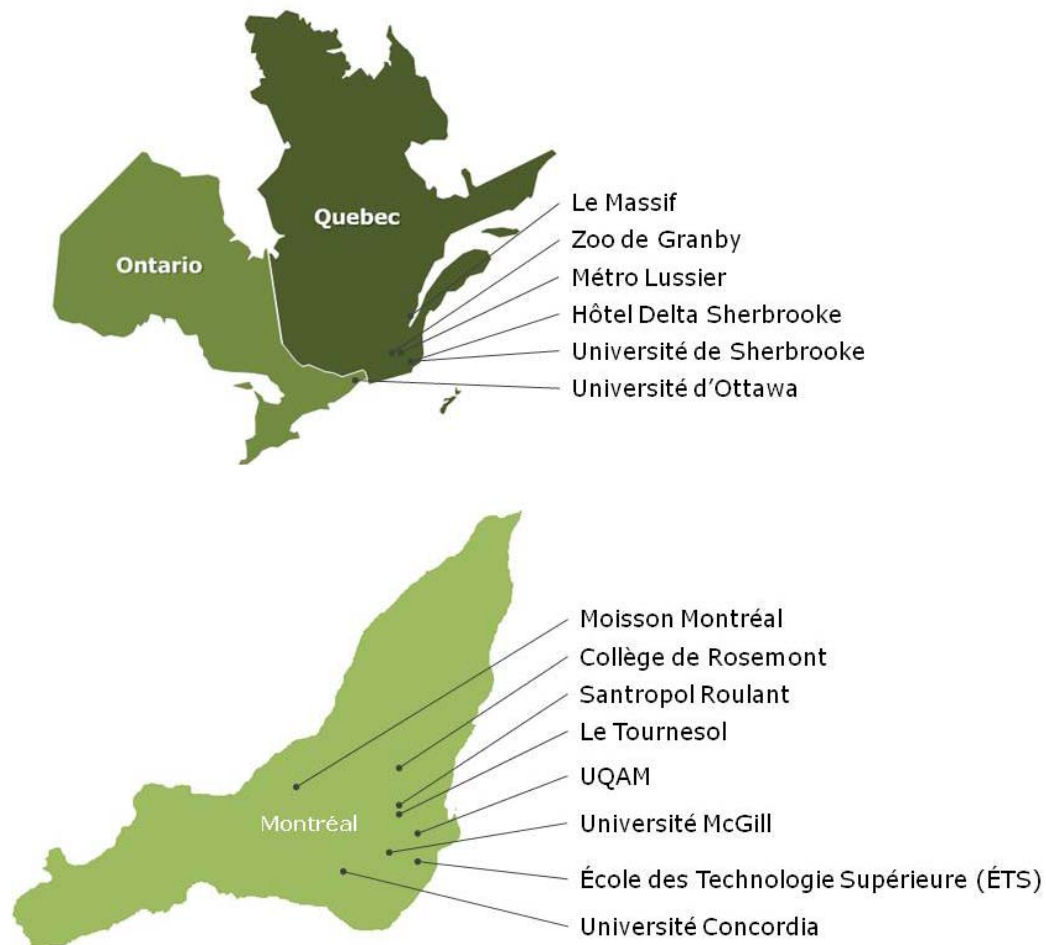 Quebec
Ontario
Le Massif
Zoo de Granby
Métro Lussier
Hôtel Delta Sherbrooke
Université de Sherbrooke
Université d'Ottawa
Moisson Montréal
Collège de Rosemont
Santropol Roulant
Le Tournesol
UQAM
Montréal
Université McGill
École des Technologie Supérieure (ÉTS)
Université Concordia